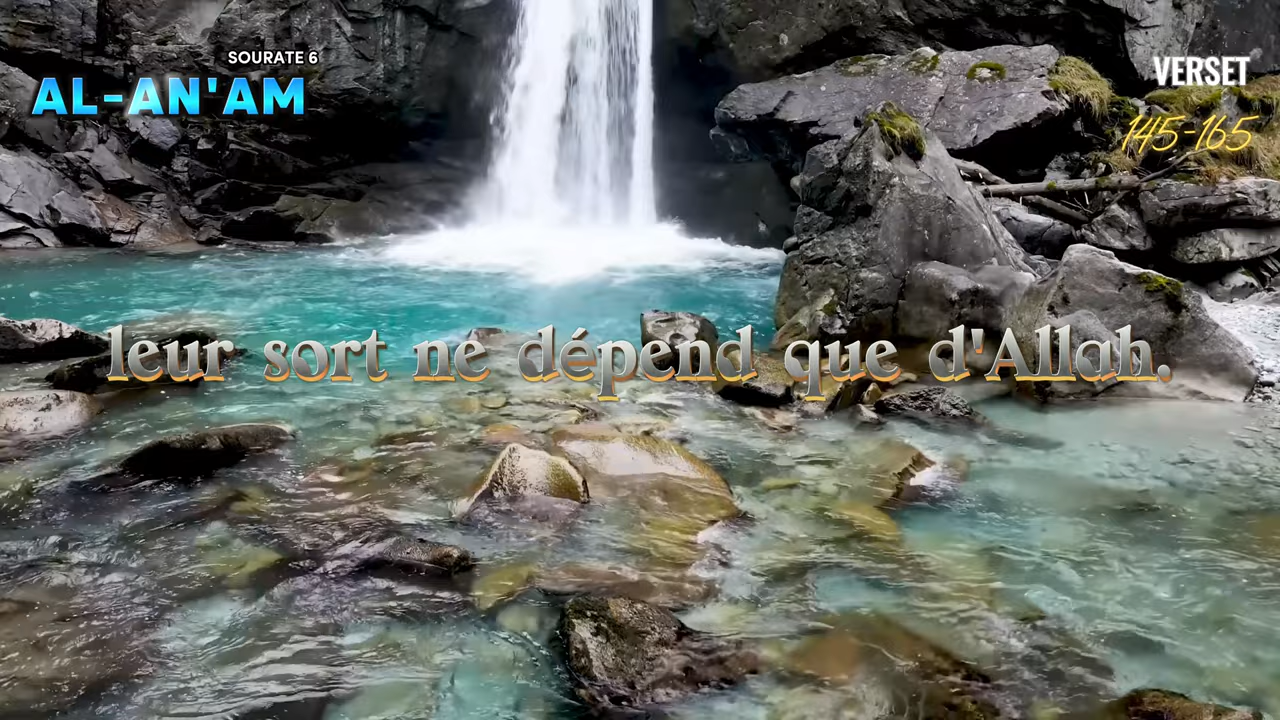 SOURATE 6
AL-AN'AM
VERSET
145-165
leur sort ne dépend que d'Allah.